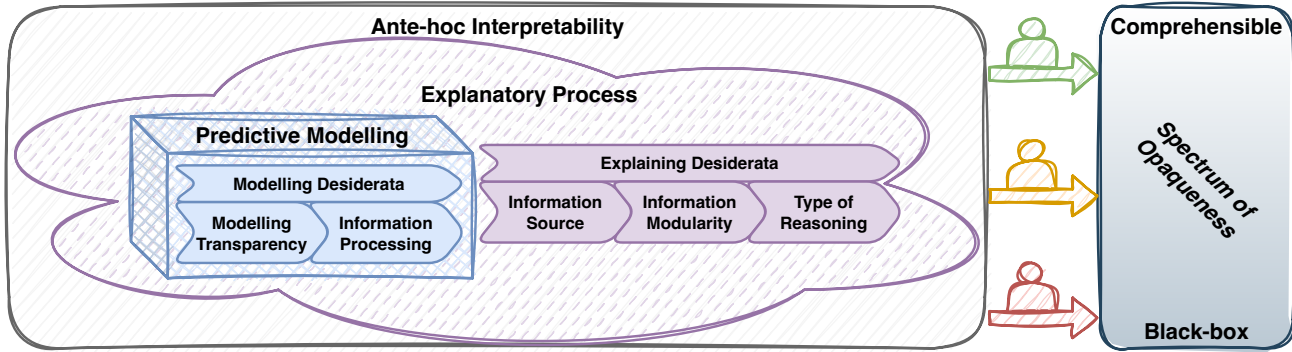 Ante-hoc Interpretability
Comprehensible
Explanatory Process
Predictive Modelling
Modelling Desiderata
Modelling
Transparency
Information
Processing
Explaining Desiderata
Information
Source
Information
Modularity
Type of
Reasoning
Spectrum of
Opaqueness
Black-box